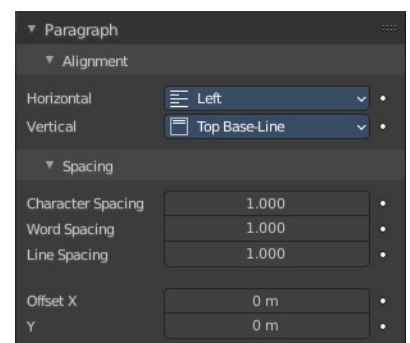 Paragraph
Alignment
Horizontal Left
Vertical Top Base-Line
Spacing
Character Spacing 1.000
Word Spacing 1.000
Line Spacing 1.000
Offset X 0 m
Y 0 m